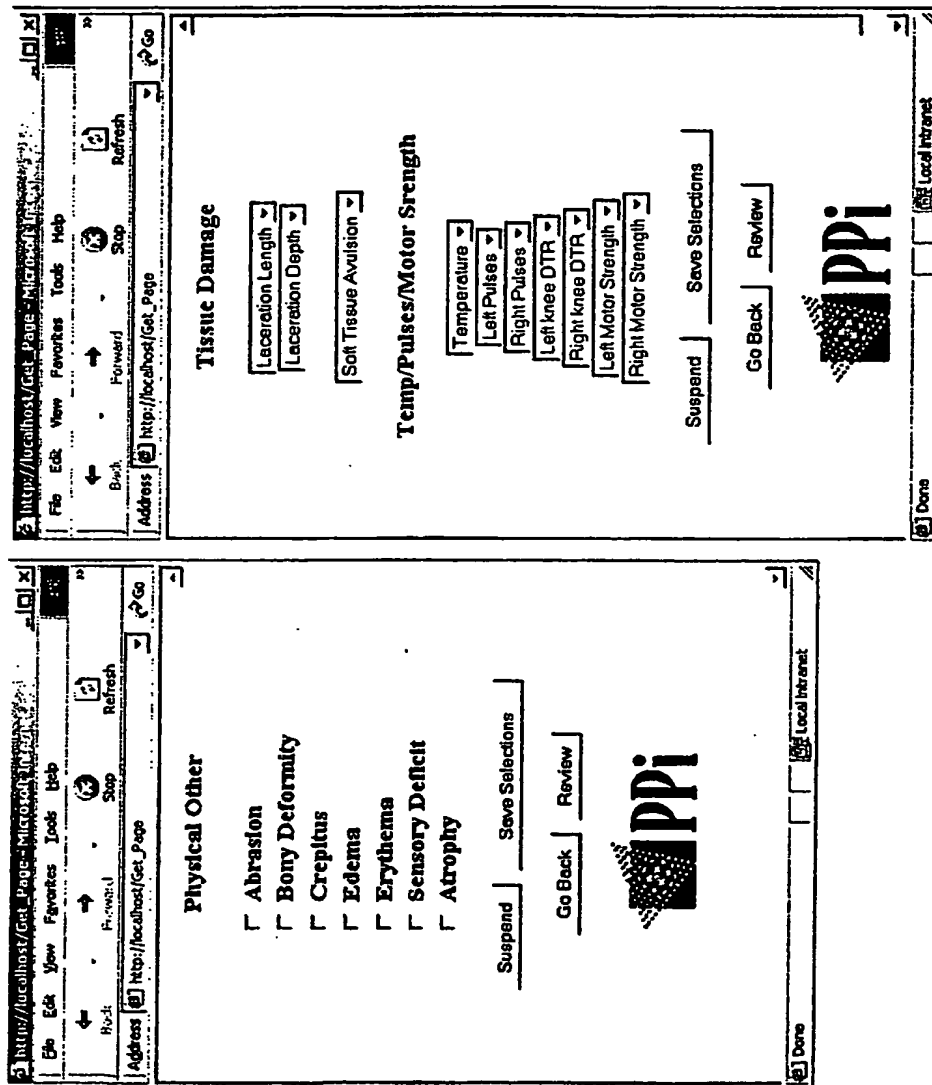 http://localhost/Get_Page - Microsoft
File Edit View Favorites Tools Help
Back Forward Stop Refresh
Address http://localhost/Get_Page Go
Physical Other
Abrasion
Bony Deformity
Crepitus
Edema
Erythema
Sensory Deficit
Atrophy
Suspend Save Selections
Go Back Review
PPi
Done Local intranet
http://localhost/Get_Page - Microsoft
File Edit View Favorites Tools Help
Back Forward Stop Refresh
Address http://localhost/Get_Page Go
Tissue Damage
Laceration Length
Laceration Depth
Soft Tissue Avulsion
Temp/Pulses/Motor Srength
Temperature
Left Pulses
Right Pulses
Left knee DTR
Right knee DTR
Left Motor Strength
Right Motor Strength
Suspend Save Selections
Go Back Review
PPi
Done Local intranet